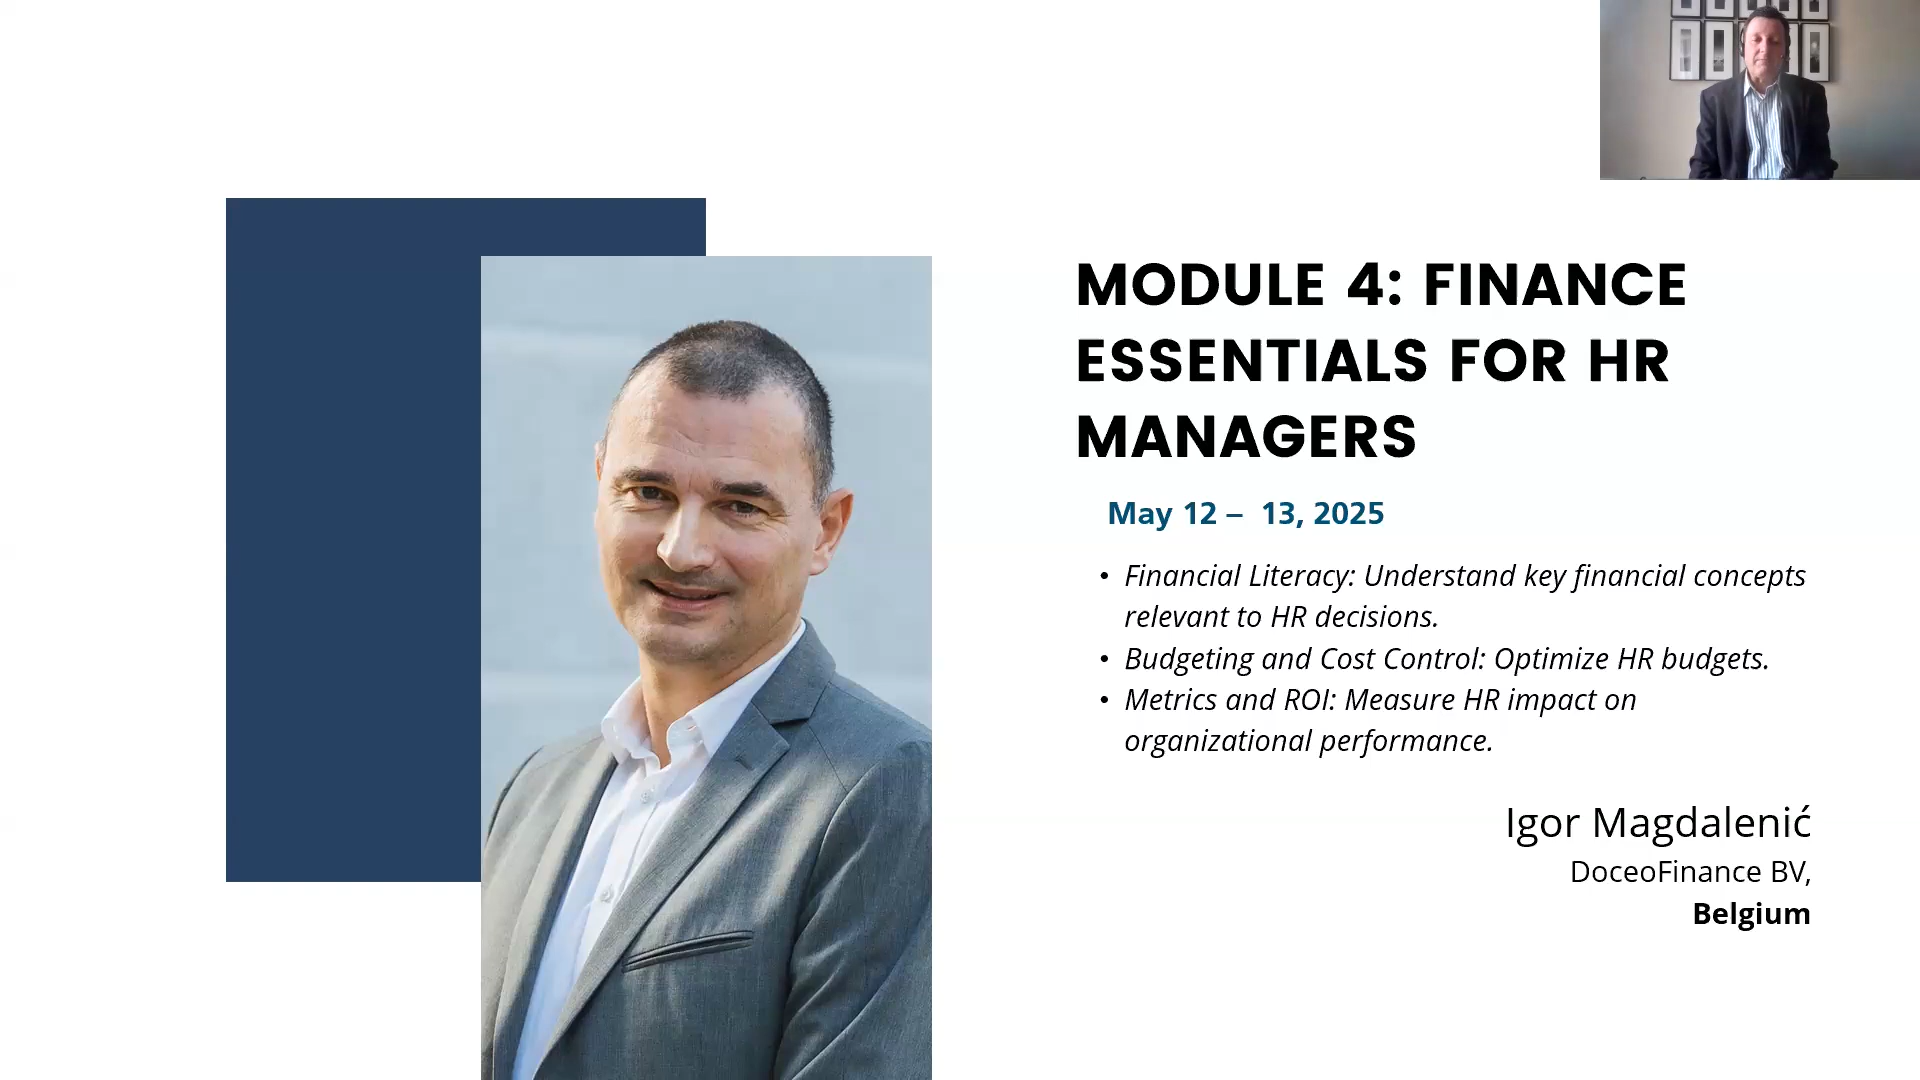 MODULE 4: FINANCE
ESSENTIALS FOR HR
MANAGERS
May 12 –  13, 2025
• Financial Literacy: Understand key financial concepts
relevant to HR decisions.
• Budgeting and Cost Control: Optimize HR budgets.
• Metrics and ROI: Measure HR impact on
organizational performance.
Igor Magdalenić
DoceoFinance BV,
Belgium